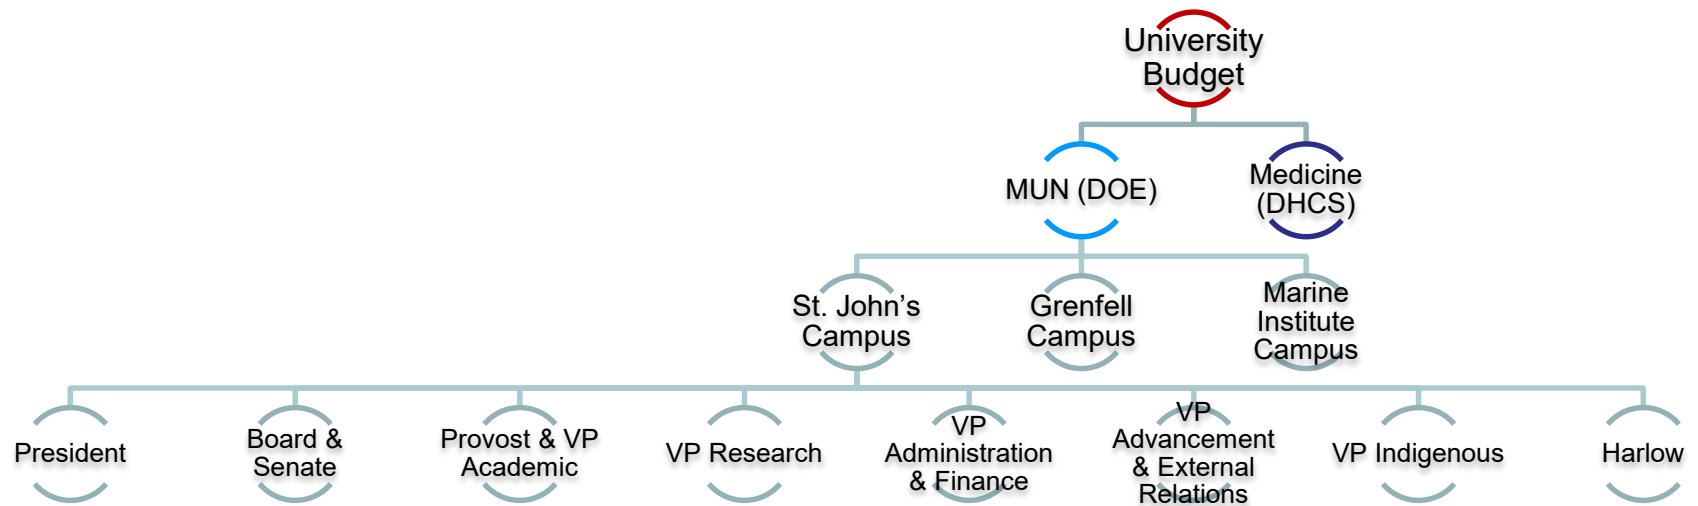 University
Budget
MUN (DOE)
Medicine
(DHCS)
St. John’s
Campus
Grenfell
Campus
Marine
Institute
Campus
President
Board &
Senate
Provost & VP
Academic
VP Research
VP
Administration
& Finance
VP
Advancement
& External
Relations
VP Indigenous
Harlow